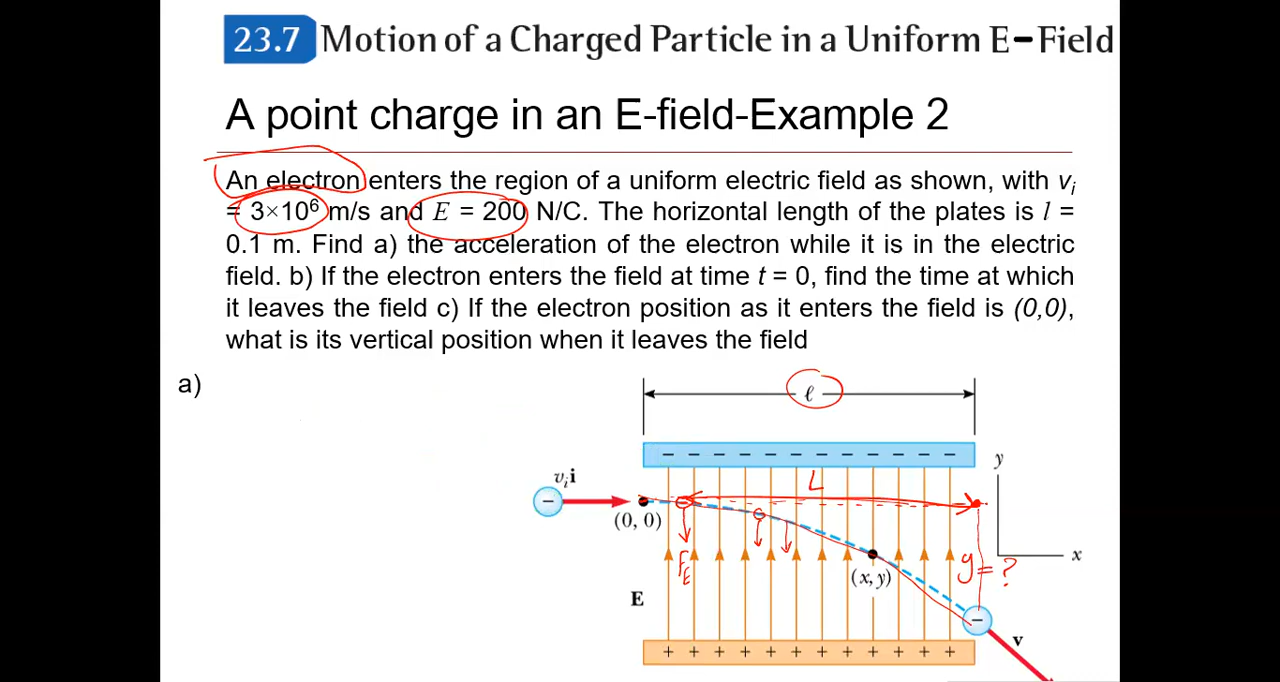 23.7 Motion of a Charged Particle in a Uniform E-Field
A point charge in an E-field-Example 2
An electron enters the region of a uniform electric field as shown, with vᵢ
= 3×10⁶ m/s and E = 200 N/C. The horizontal length of the plates is l =
0.1 m. Find a) the acceleration of the electron while it is in the electric
field. b) If the electron enters the field at time t = 0, find the time at which
it leaves the field c) If the electron position as it enters the field is (0,0),
what is its vertical position when it leaves the field
a)
ℓ
− − − − − − − − − − − −
y
vᵢi
L
−
(0, 0)
x
F_E
(x, y)
y = ?
E
−
v
+ + + + + + + + + + + +